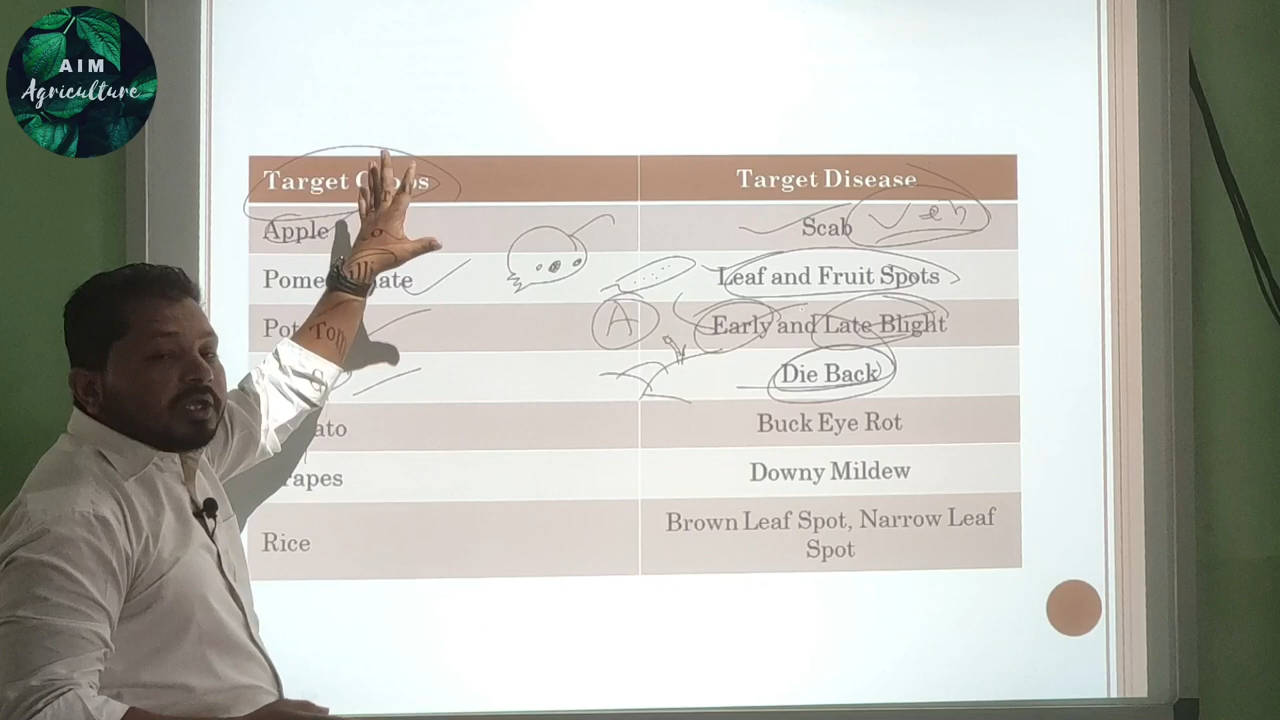 AIM
Agriculture
Target Target Disease
Apple Scab
Leaf and Fruit Spots
Early and Late Blight
Die Back
Buck Eye Rot
Downy Mildew
Rice Brown Leaf Spot, Narrow Leaf
Spot